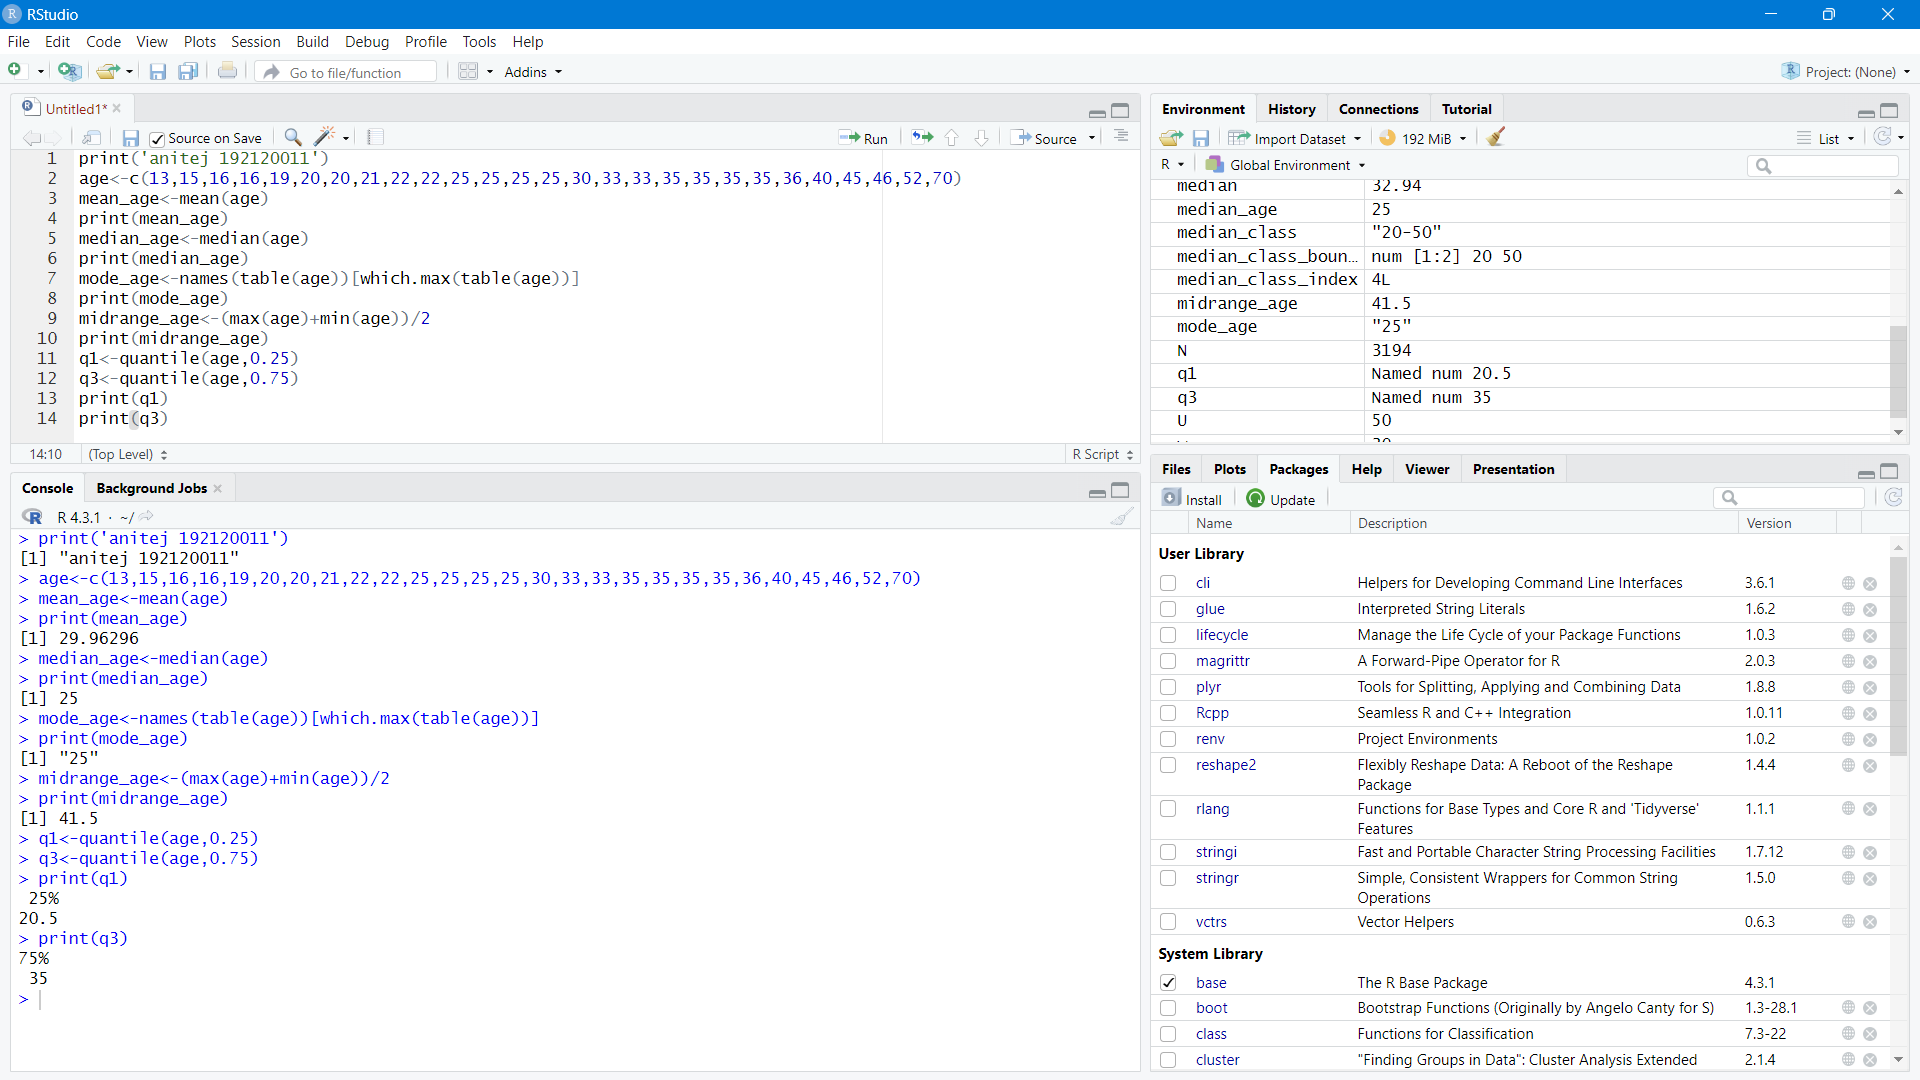 RStudio
File Edit Code View Plots Session Build Debug Profile Tools Help
Go to file/function Addins Project: (None)
Untitled1*
Source on Save Run Source
1 print('anitej 192120011')
2 age<-c(13,15,16,16,19,20,20,21,22,22,25,25,25,25,30,33,33,35,35,35,35,36,40,45,46,52,70)
3 mean_age<-mean(age)
4 print(mean_age)
5 median_age<-median(age)
6 print(median_age)
7 mode_age<-names(table(age))[which.max(table(age))]
8 print(mode_age)
9 midrange_age<-(max(age)+min(age))/2
10 print(midrange_age)
11 q1<-quantile(age,0.25)
12 q3<-quantile(age,0.75)
13 print(q1)
14 print(q3)
14:10 (Top Level) R Script
Console Background Jobs
R 4.3.1 · ~/
> print('anitej 192120011')
[1] "anitej 192120011"
> age<-c(13,15,16,16,19,20,20,21,22,22,25,25,25,25,30,33,33,35,35,35,35,36,40,45,46,52,70)
> mean_age<-mean(age)
> print(mean_age)
[1] 29.96296
> median_age<-median(age)
> print(median_age)
[1] 25
> mode_age<-names(table(age))[which.max(table(age))]
> print(mode_age)
[1] "25"
> midrange_age<-(max(age)+min(age))/2
> print(midrange_age)
[1] 41.5
> q1<-quantile(age,0.25)
> q3<-quantile(age,0.75)
> print(q1)
25%
20.5
> print(q3)
75%
35
>
Environment History Connections Tutorial
Import Dataset 192 MiB List
R Global Environment
median 32.94
median_age 25
median_class "20-50"
median_class_boun… num [1:2] 20 50
median_class_index 4L
midrange_age 41.5
mode_age "25"
N 3194
q1 Named num 20.5
q3 Named num 35
U 50
Files Plots Packages Help Viewer Presentation
Install Update
Name Description Version
User Library
cli Helpers for Developing Command Line Interfaces 3.6.1
glue Interpreted String Literals 1.6.2
lifecycle Manage the Life Cycle of your Package Functions 1.0.3
magrittr A Forward-Pipe Operator for R 2.0.3
plyr Tools for Splitting, Applying and Combining Data 1.8.8
Rcpp Seamless R and C++ Integration 1.0.11
renv Project Environments 1.0.2
reshape2 Flexibly Reshape Data: A Reboot of the Reshape 1.4.4
Package
rlang Functions for Base Types and Core R and 'Tidyverse' 1.1.1
Features
stringi Fast and Portable Character String Processing Facilities 1.7.12
stringr Simple, Consistent Wrappers for Common String 1.5.0
Operations
vctrs Vector Helpers 0.6.3
System Library
base The R Base Package 4.3.1
boot Bootstrap Functions (Originally by Angelo Canty for S) 1.3-28.1
class Functions for Classification 7.3-22
cluster "Finding Groups in Data": Cluster Analysis Extended 2.1.4